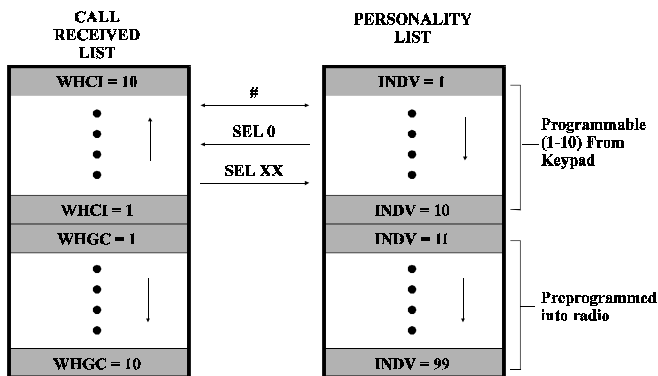 CALL
RECEIVED
LIST
PERSONALITY
LIST
WHCI = 10
INDV = 1
#
SEL 0
SEL XX
Programmable
(1-10) From
Keypad
WHCI = 1
INDV = 10
WHGC = 1
INDV = 11
Preprogrammed
into radio
WHGC = 10
INDV = 99